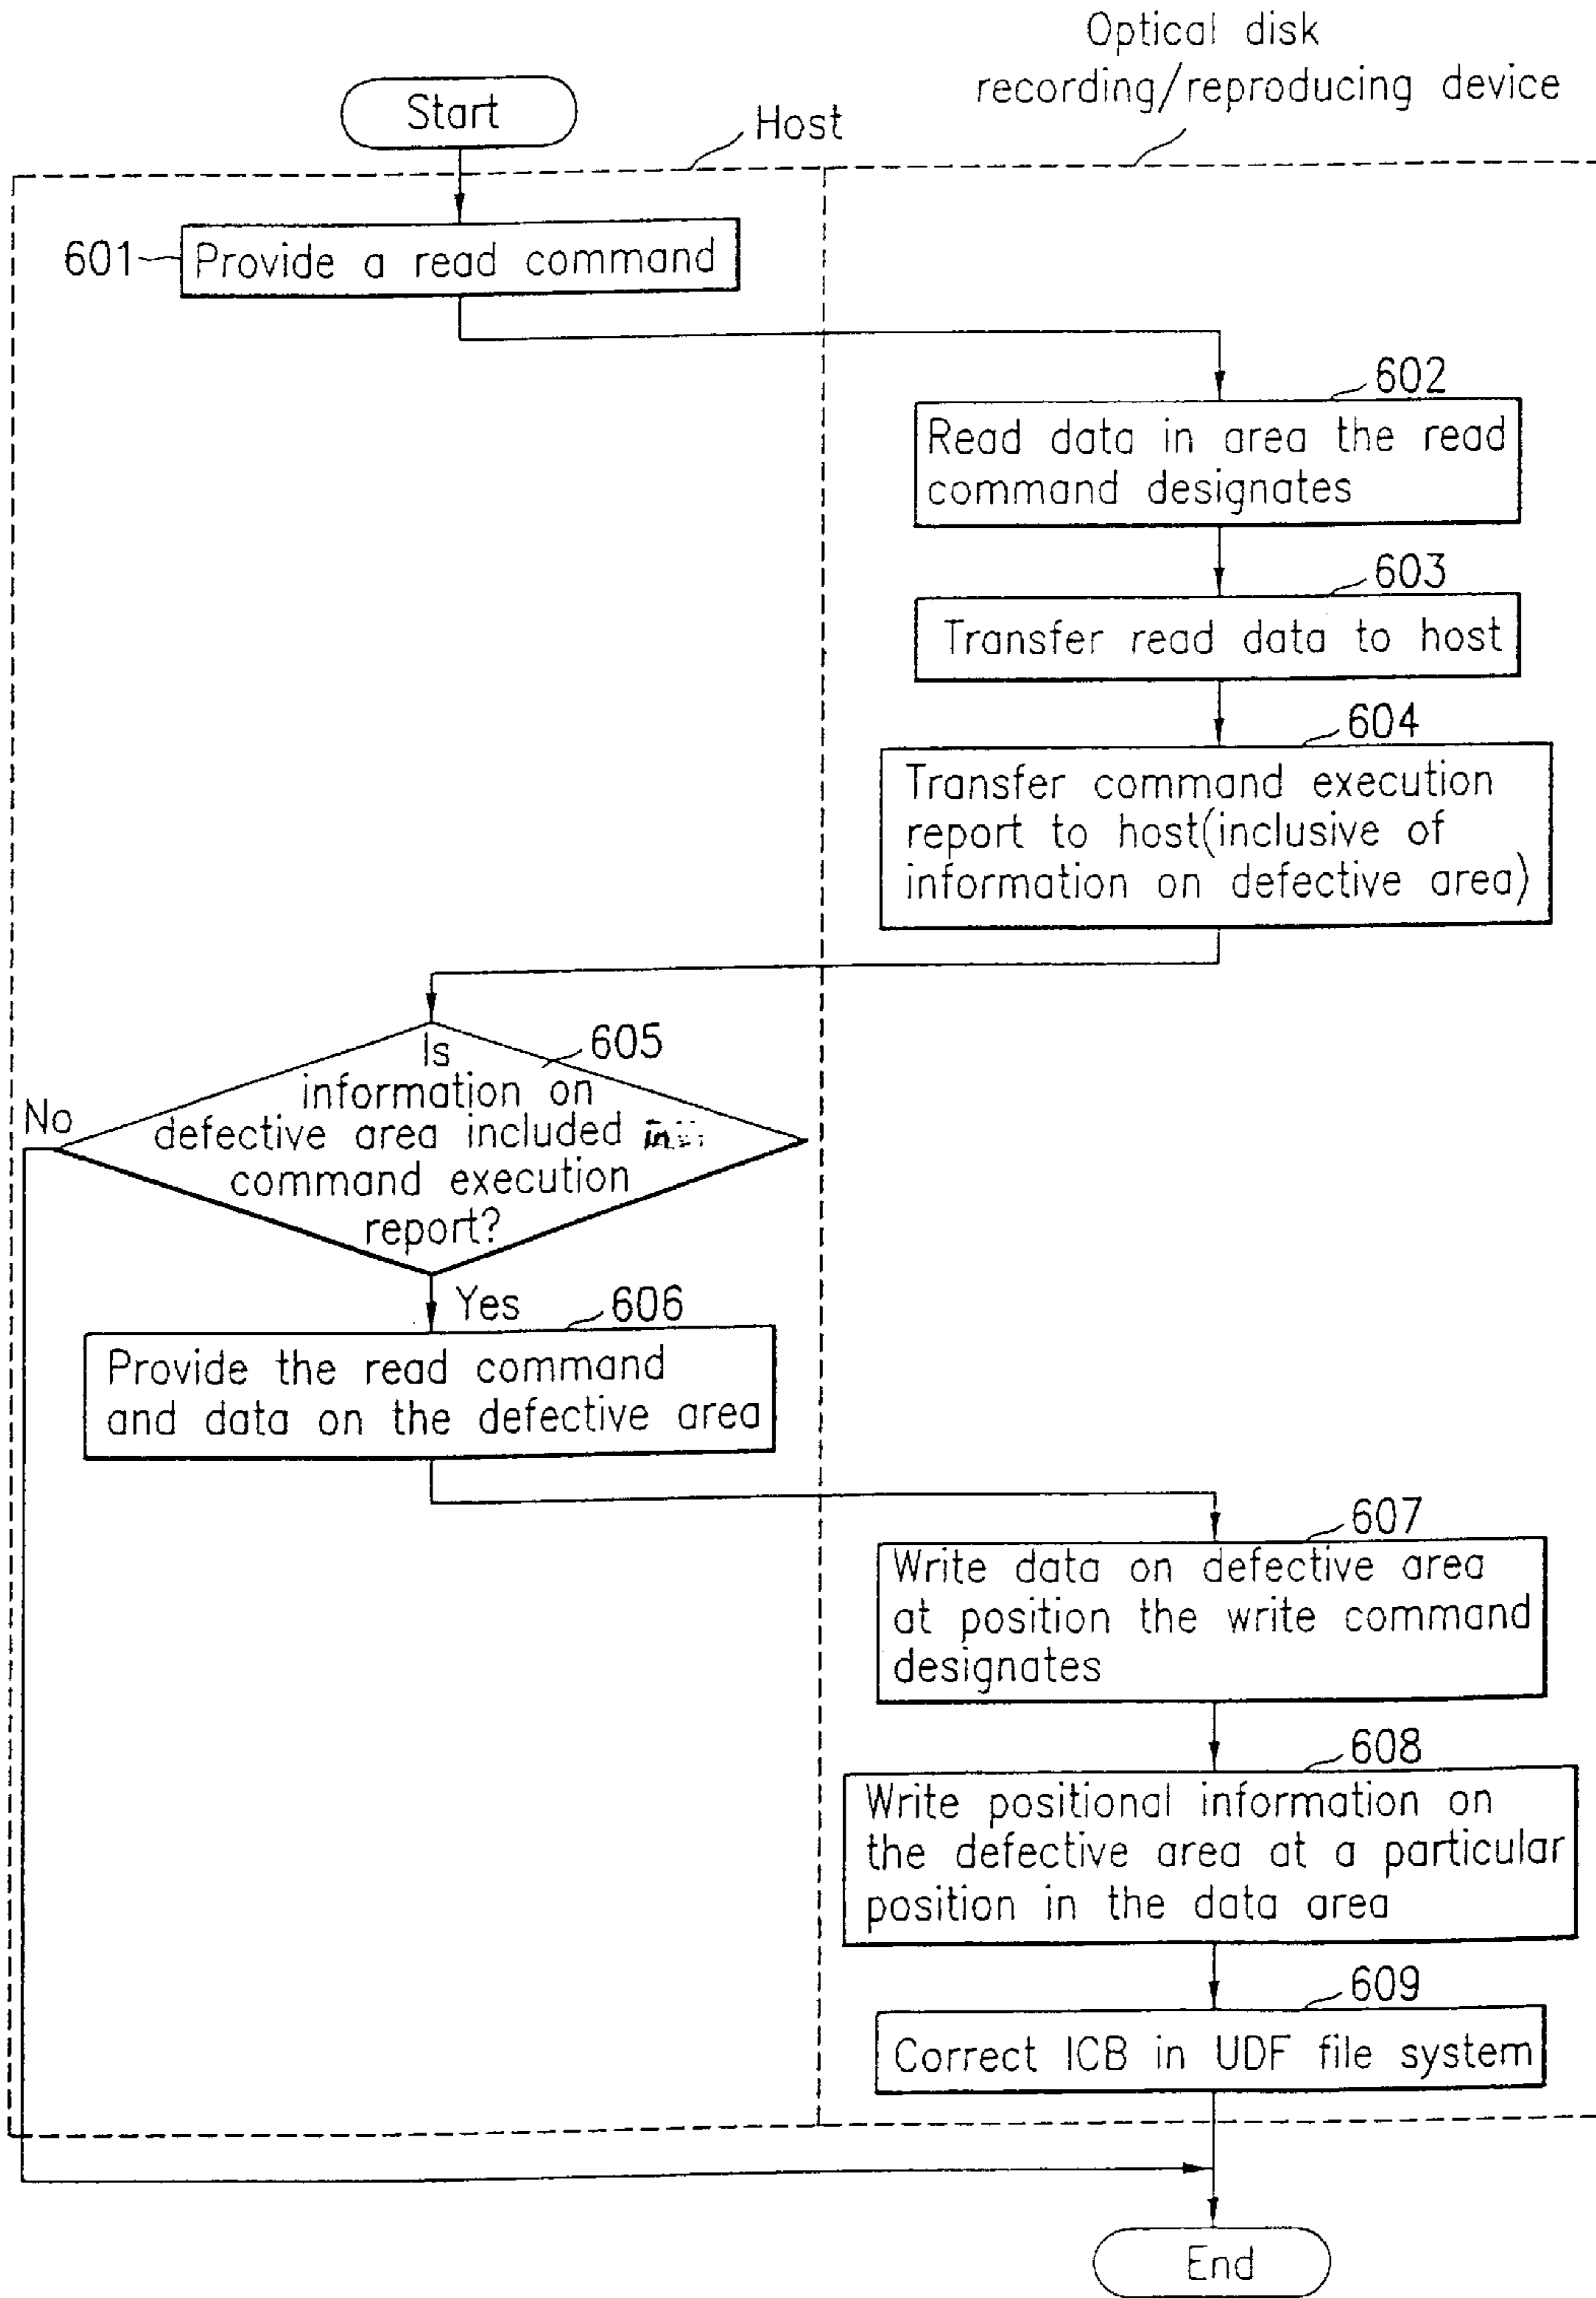 Optical disk
recording/reproducing device
Start
Host
601
Provide a read command
602
Read data in area the read
command designates
603
Transfer read data to host
604
Transfer command execution
report to host(inclusive of
information on defective area)
605
Is
information on
defective area included in
command execution
report?
No
Yes
606
Provide the read command
and data on the defective area
607
Write data on defective area
at position the write command
designates
608
Write positional information on
the defective area at a particular
position in the data area
609
Correct ICB in UDF file system
End